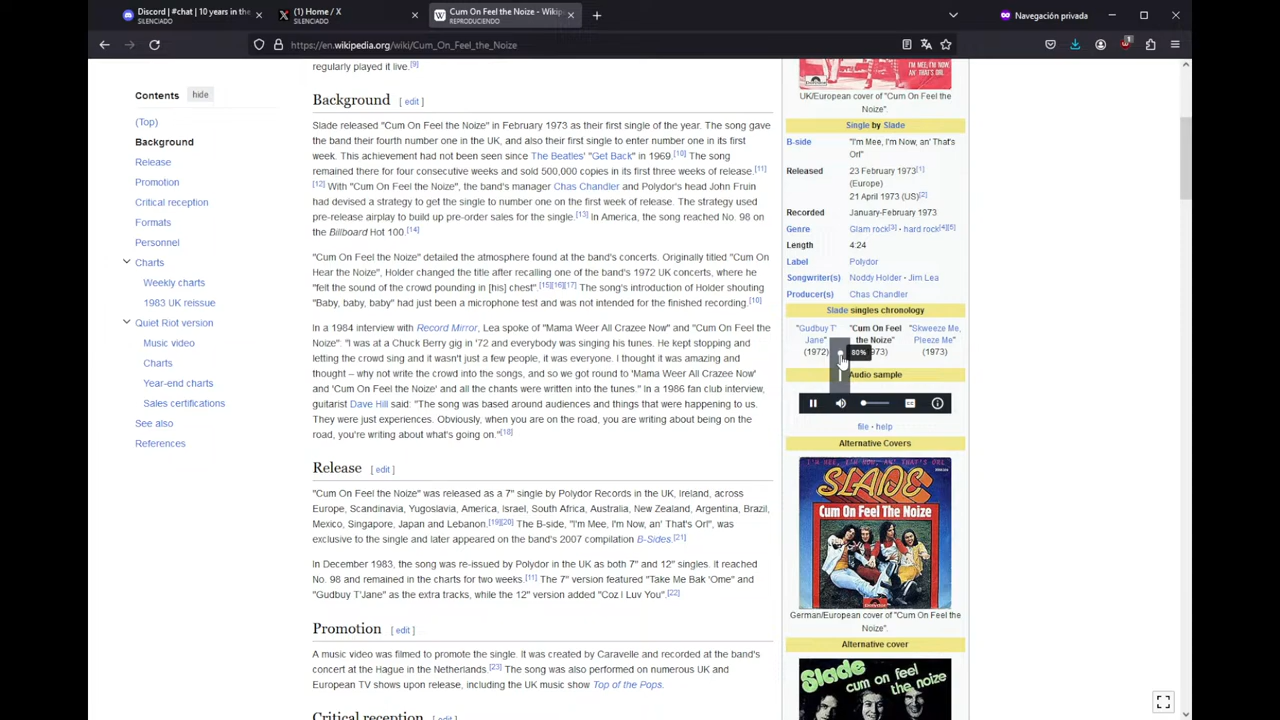 Discord | #chat | 10 years in the
SILENCIADO
(1) Home / X
SILENCIADO
Cum On Feel the Noize - Wikip
REPRODUCIENDO
Navegación privada
https://en.wikipedia.org/wiki/Cum_On_Feel_the_Noize
1
Contents
hide
(Top)
Background
Release
Promotion
Critical reception
Formats
Personnel
Charts
Weekly charts
1983 UK reissue
Quiet Riot version
Music video
Charts
Year-end charts
Sales certifications
See also
References
regularly played it live.[9]
Background [ edit ]
Slade released "Cum On Feel the Noize" in February 1973 as their first single of the year. The song gave
the band their fourth number one in the UK, and also their first single to enter number one in its first
week. This achievement had not been seen since The Beatles' "Get Back" in 1969.[10] The song
remained there for four consecutive weeks and sold 500,000 copies in its first three weeks of release.[11]
[12] With "Cum On Feel the Noize", the band's manager Chas Chandler and Polydor's head John Fruin
had devised a strategy to get the single to number one on the first week of release. The strategy used
pre-release airplay to build up pre-order sales for the single.[13] In America, the song reached No. 98 on
the Billboard Hot 100.[14]
"Cum On Feel the Noize" detailed the atmosphere found at the band's concerts. Originally titled "Cum On
Hear the Noize", Holder changed the title after recalling one of the band's 1972 UK concerts, where he
"felt the sound of the crowd pounding in [his] chest".[15][16][17] The song's introduction of Holder shouting
"Baby, baby, baby" had just been a microphone test and was not intended for the finished recording.[10]
In a 1984 interview with Record Mirror, Lea spoke of "Mama Weer All Crazee Now" and "Cum On Feel the
Noize": "I was at a Chuck Berry gig in '72 and everybody was singing his tunes. He kept stopping and
letting the crowd sing and it wasn't just a few people, it was everyone. I thought it was amazing and
thought – why not write the crowd into the songs, and so we got round to 'Mama Weer All Crazee Now'
and 'Cum On Feel the Noize' and all the chants were written into the tunes." In a 1986 fan club interview,
guitarist Dave Hill said: "The song was based around audiences and things that were happening to us.
They were just experiences. Obviously, when you are on the road, you are writing about being on the
road, you're writing about what's going on."[18]
Release [ edit ]
"Cum On Feel the Noize" was released as a 7" single by Polydor Records in the UK, Ireland, across
Europe, Scandinavia, Yugoslavia, America, Israel, South Africa, Australia, New Zealand, Argentina, Brazil,
Mexico, Singapore, Japan and Lebanon.[19][20] The B-side, "I'm Mee, I'm Now, an' That's Orl", was
exclusive to the single and later appeared on the band's 2007 compilation B-Sides.[21]
In December 1983, the song was re-issued by Polydor in the UK as both 7" and 12" singles. It reached
No. 98 and remained in the charts for two weeks.[11] The 7" version featured "Take Me Bak 'Ome" and
"Gudbuy T'Jane" as the extra tracks, while the 12" version added "Coz I Luv You".[22]
Promotion [ edit ]
A music video was filmed to promote the single. It was created by Caravelle and recorded at the band's
concert at the Hague in the Netherlands.[23] The song was also performed on numerous UK and
European TV shows upon release, including the UK music show Top of the Pops.
Critical reception [ edit ]
I'M MEE, I'M NOW,
AN' THAT'S ORL
UK/European cover of "Cum On Feel the
Noize".
Single by Slade
B-side "I'm Mee, I'm Now, an' That's
Orl"
Released 23 February 1973[1]
(Europe)
21 April 1973 (US)[2]
Recorded January-February 1973
Genre Glam rock[3] • hard rock[4][5]
Length 4:24
Label Polydor
Songwriter(s) Noddy Holder • Jim Lea
Producer(s) Chas Chandler
Slade singles chronology
"Gudbuy T' "Cum On Feel "Skweeze Me,
Jane" the Noize" Pleeze Me"
(1972) 973) (1973)
80%
Audio sample
file • help
Alternative Covers
I'M MEE, I'M NOW, AN' THAT'S ORL
SLADE
Cum On Feel The Noize
German/European cover of "Cum On Feel the
Noize".
Alternative cover
Slade
cum on feel
the noize